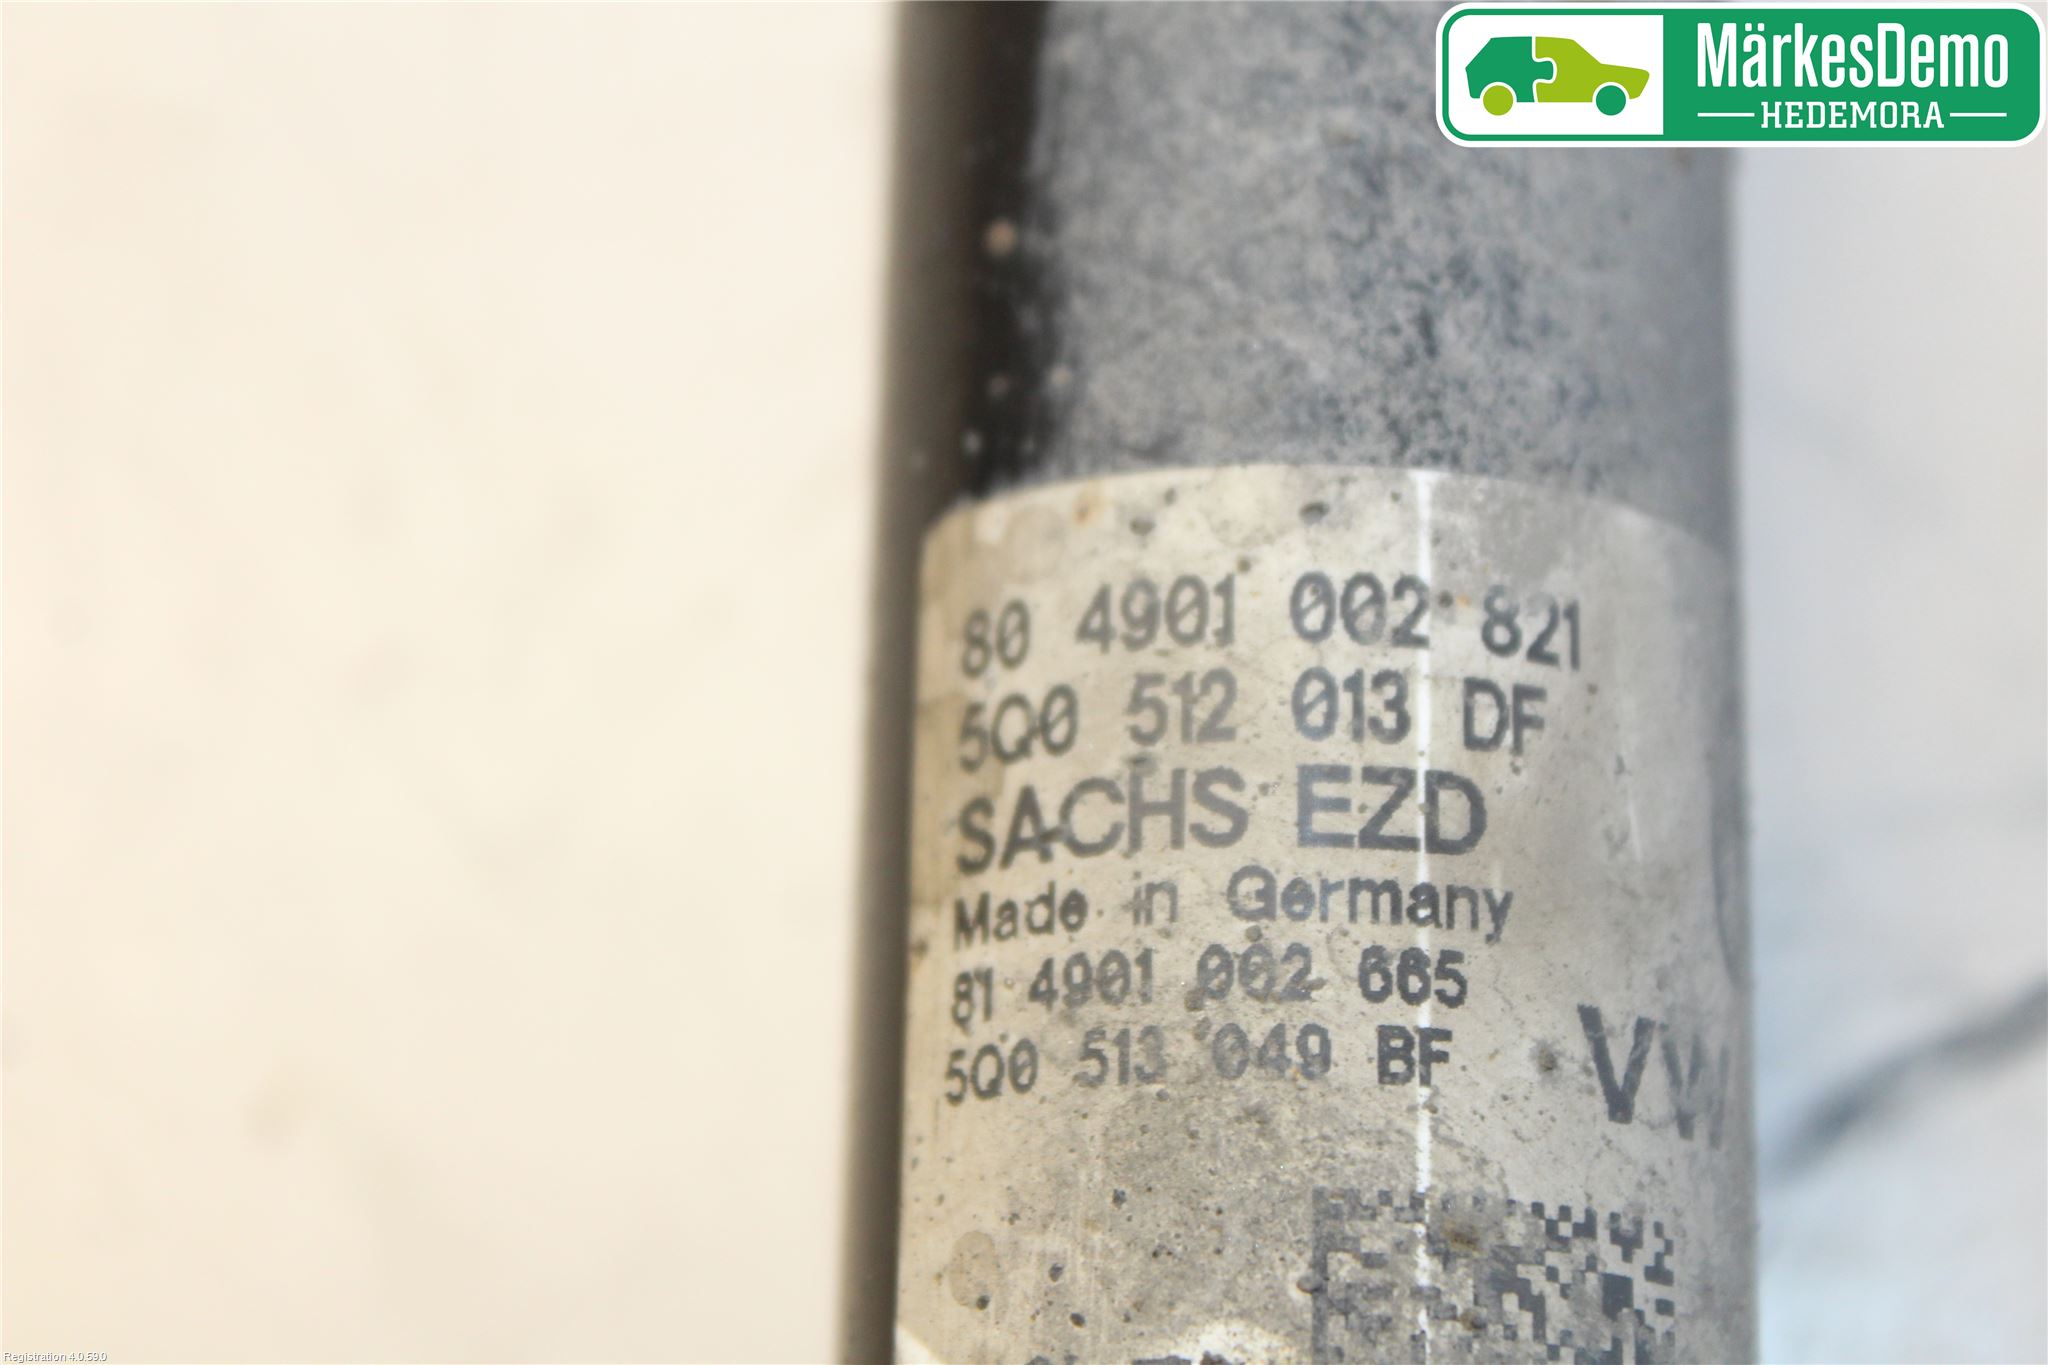 MärkesDemo
HEDEMORA
80 4901 002 821
5Q0 512 013 DF
SACHS EZD
Made in Germany
81 4901 002 665
5Q0 513 049 BF
VW
Registration 4.0.59.0